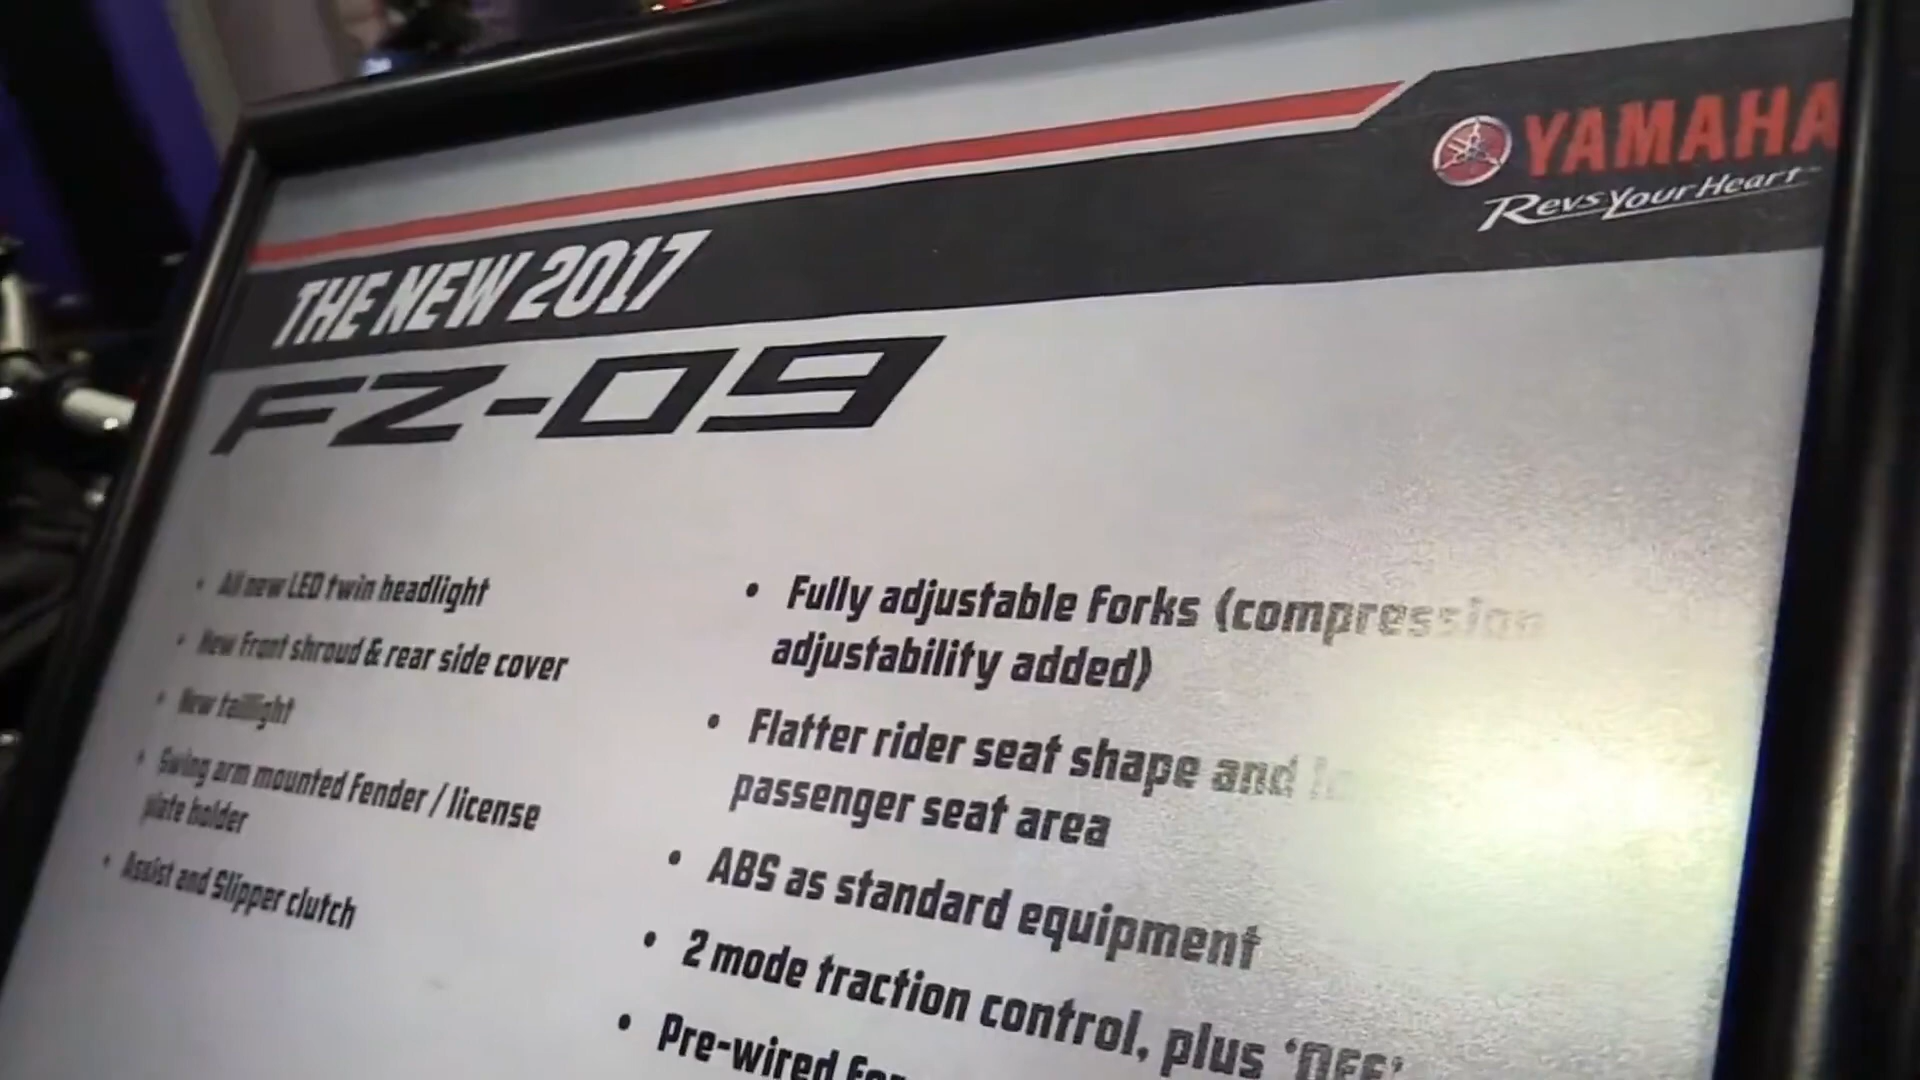 YAMAHA
Revs Your Heart
THE NEW 2017
FZ-09
• All new LED twin headlight
• New Front shroud & rear side cover
• New taillight
• Swing arm mounted Fender / license
plate holder
• Assist and Slipper clutch
• Fully adjustable Forks (compression
adjustability added)
• Flatter rider seat shape and
passenger seat area
• ABS as standard equipment
• 2 mode traction control, plus 'OFF'
• Pre-wired